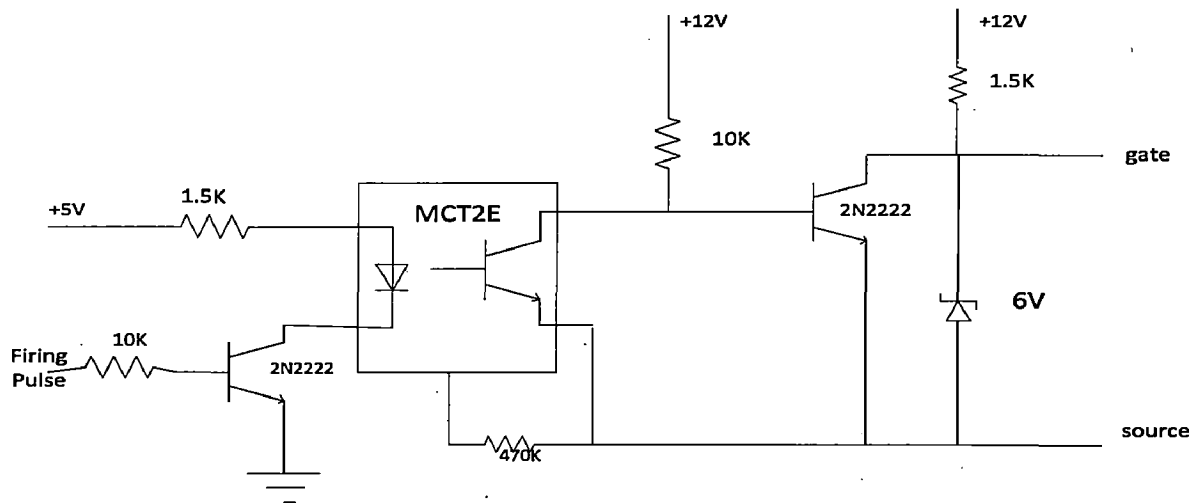 +12V
+12V
1.5K
10K
gate
1.5K
MCT2E
+5V
2N2222
6V
10K
Firing
Pulse
2N2222
source
470K